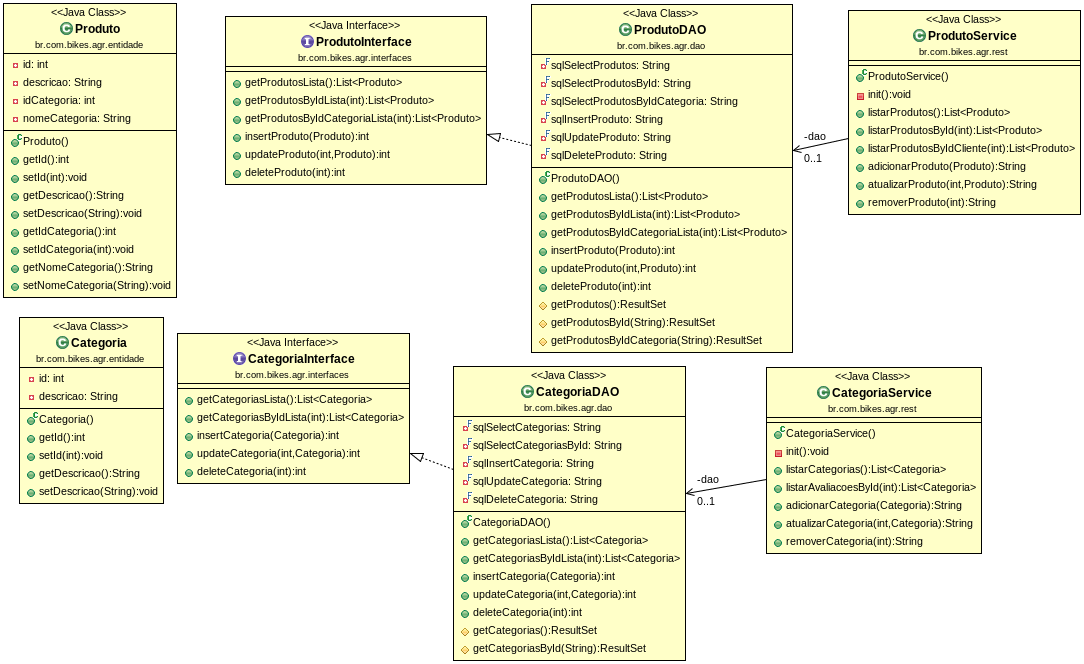 <<Java Class>>
Produto
br.com.bikes.agr.entidade
id: int
descricao: String
idCategoria: int
nomeCategoria: String
Produto()
getId():int
setId(int):void
getDescricao():String
setDescricao(String):void
getIdCategoria():int
setIdCategoria(int):void
getNomeCategoria():String
setNomeCategoria(String):void
<<Java Interface>>
ProdutoInterface
br.com.bikes.agr.interfaces
getProdutosLista():List<Produto>
getProdutosByIdLista(int):List<Produto>
getProdutosByIdCategoriaLista(int):List<Produto>
insertProduto(Produto):int
updateProduto(int,Produto):int
deleteProduto(int):int
<<Java Class>>
ProdutoDAO
br.com.bikes.agr.dao
sqlSelectProdutos: String
sqlSelectProdutosById: String
sqlSelectProdutosByIdCategoria: String
sqlInsertProduto: String
sqlUpdateProduto: String
sqlDeleteProduto: String
ProdutoDAO()
getProdutosLista():List<Produto>
getProdutosByIdLista(int):List<Produto>
getProdutosByIdCategoriaLista(int):List<Produto>
insertProduto(Produto):int
updateProduto(int,Produto):int
deleteProduto(int):int
getProdutos():ResultSet
getProdutosById(String):ResultSet
getProdutosByIdCategoria(String):ResultSet
-dao
0..1
<<Java Class>>
ProdutoService
br.com.bikes.agr.rest
ProdutoService()
init():void
listarProdutos():List<Produto>
listarProdutosById(int):List<Produto>
listarProdutosByIdCliente(int):List<Produto>
adicionarProduto(Produto):String
atualizarProduto(int,Produto):String
removerProduto(int):String
<<Java Class>>
Categoria
br.com.bikes.agr.entidade
id: int
descricao: String
Categoria()
getId():int
setId(int):void
getDescricao():String
setDescricao(String):void
<<Java Interface>>
CategoriaInterface
br.com.bikes.agr.interfaces
getCategoriasLista():List<Categoria>
getCategoriasByIdLista(int):List<Categoria>
insertCategoria(Categoria):int
updateCategoria(int,Categoria):int
deleteCategoria(int):int
<<Java Class>>
CategoriaDAO
br.com.bikes.agr.dao
sqlSelectCategorias: String
sqlSelectCategoriasById: String
sqlInsertCategoria: String
sqlUpdateCategoria: String
sqlDeleteCategoria: String
CategoriaDAO()
getCategoriasLista():List<Categoria>
getCategoriasByIdLista(int):List<Categoria>
insertCategoria(Categoria):int
updateCategoria(int,Categoria):int
deleteCategoria(int):int
getCategorias():ResultSet
getCategoriasById(String):ResultSet
-dao
0..1
<<Java Class>>
CategoriaService
br.com.bikes.agr.rest
CategoriaService()
init():void
listarCategorias():List<Categoria>
listarAvaliacoesById(int):List<Categoria>
adicionarCategoria(Categoria):String
atualizarCategoria(int,Categoria):String
removerCategoria(int):String